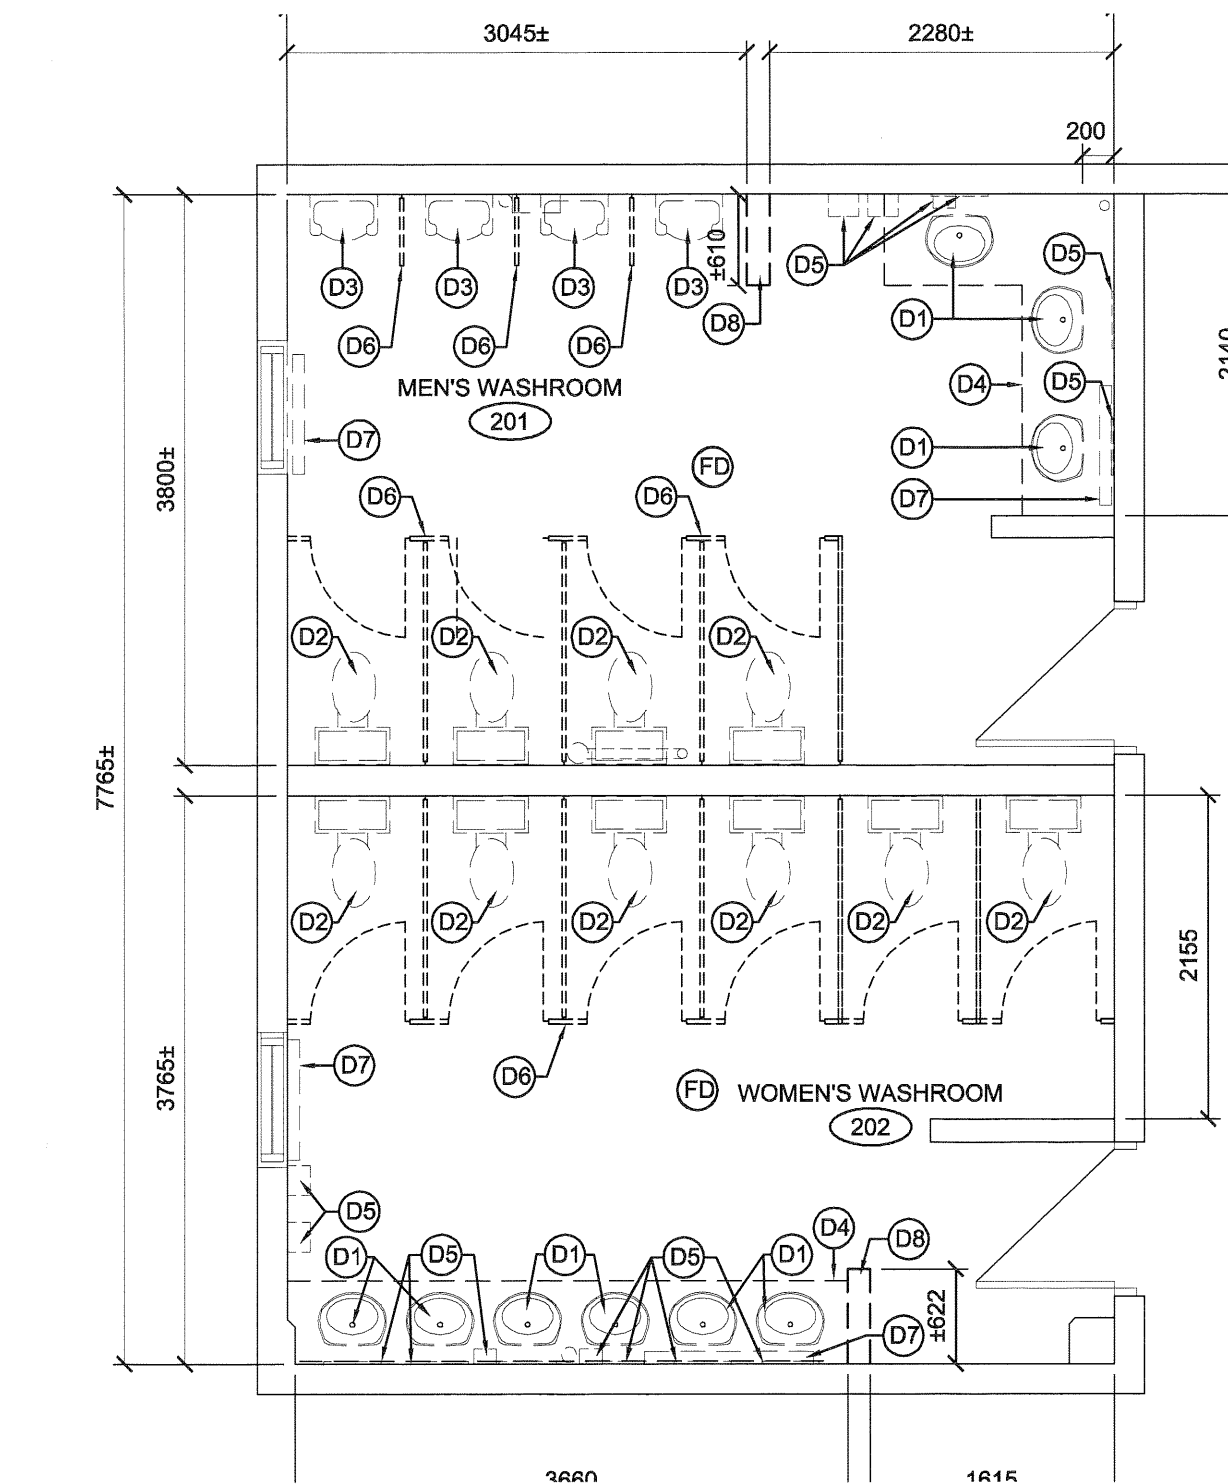 3045±
2280±
200
±610
D5
D5
D3
D3
D3
D3
D8
D1
D6
D6
D6
2140
MEN'S WASHROOM
201
D4
D5
D7
D1
3800±
FD
D6
D6
D7
D2
D2
D2
D2
7765±
D2
D2
D2
D2
D2
D2
2155
D7
D6
FD
WOMEN'S WASHROOM
202
3765±
D5
D4
D8
D1
D5
D1
D5
D1
±622
D7
3660
1615